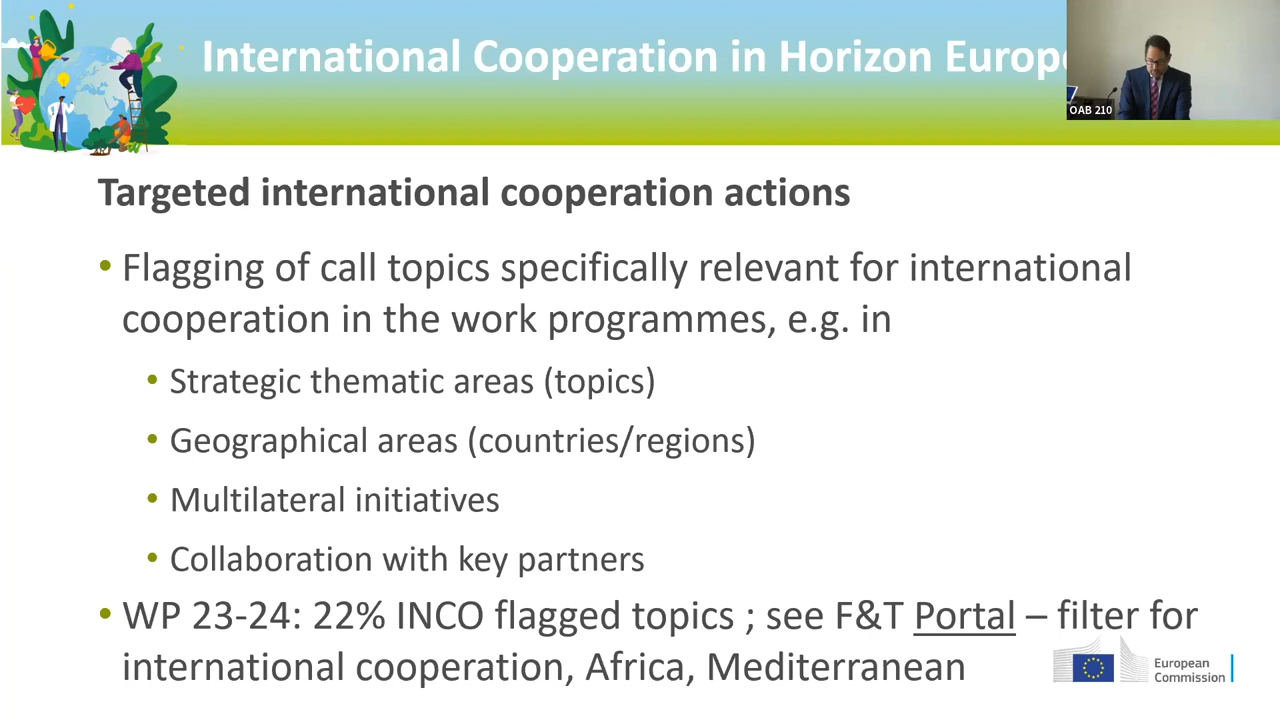 International Cooperation in Horizon Europe
OAB 210
Targeted international cooperation actions
• Flagging of call topics specifically relevant for international
cooperation in the work programmes, e.g. in
• Strategic thematic areas (topics)
• Geographical areas (countries/regions)
• Multilateral initiatives
• Collaboration with key partners
• WP 23-24: 22% INCO flagged topics ; see F&T Portal – filter for
international cooperation, Africa, Mediterranean
European
Commission